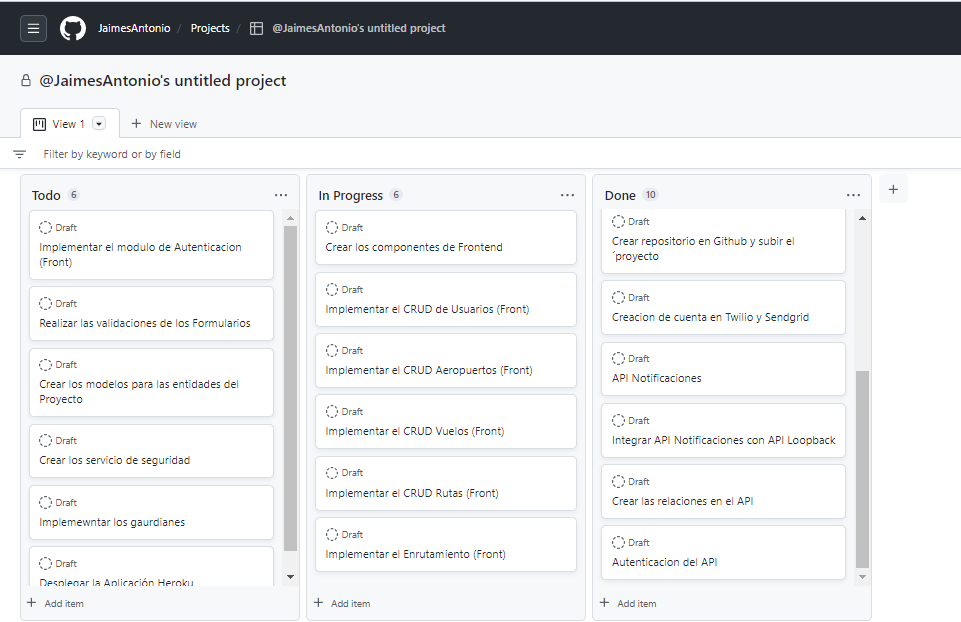 JaimesAntonio / Projects / @JaimesAntonio's untitled project
@JaimesAntonio's untitled project
View 1
New view
Filter by keyword or by field
Todo 6
Draft
Implementar el modulo de Autenticacion
(Front)
Draft
Realizar las validaciones de los Formularios
Draft
Crear los modelos para las entidades del
Proyecto
Draft
Crear los servicio de seguridad
Draft
Implemewntar los gaurdianes
Draft
Desplegar la Aplicación Heroku
+ Add item
In Progress 6
Draft
Crear los componentes de Frontend
Draft
Implementar el CRUD de Usuarios (Front)
Draft
Implementar el CRUD Aeropuertos (Front)
Draft
Implementar el CRUD Vuelos (Front)
Draft
Implementar el CRUD Rutas (Front)
Draft
Implementar el Enrutamiento (Front)
+ Add item
Done 10
Draft
Crear repositorio en Github y subir el
´proyecto
Draft
Creacion de cuenta en Twilio y Sendgrid
Draft
API Notificaciones
Draft
Integrar API Notificaciones con API Loopback
Draft
Crear las relaciones en el API
Draft
Autenticacion del API
+ Add item